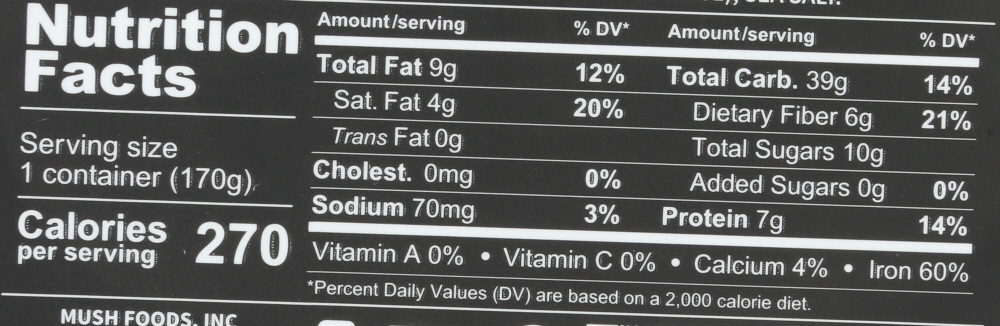 SEA SALT.
Nutrition
Facts
Serving size
1 container (170g)
Calories
per serving 270
Amount/serving % DV*
Total Fat 9g 12%
Sat. Fat 4g 20%
Trans Fat 0g
Cholest. 0mg 0%
Sodium 70mg 3%
Amount/serving % DV*
Total Carb. 39g 14%
Dietary Fiber 6g 21%
Total Sugars 10g
Added Sugars 0g 0%
Protein 7g 14%
Vitamin A 0% • Vitamin C 0% • Calcium 4% • Iron 60%
*Percent Daily Values (DV) are based on a 2,000 calorie diet.
MUSH FOODS, INC